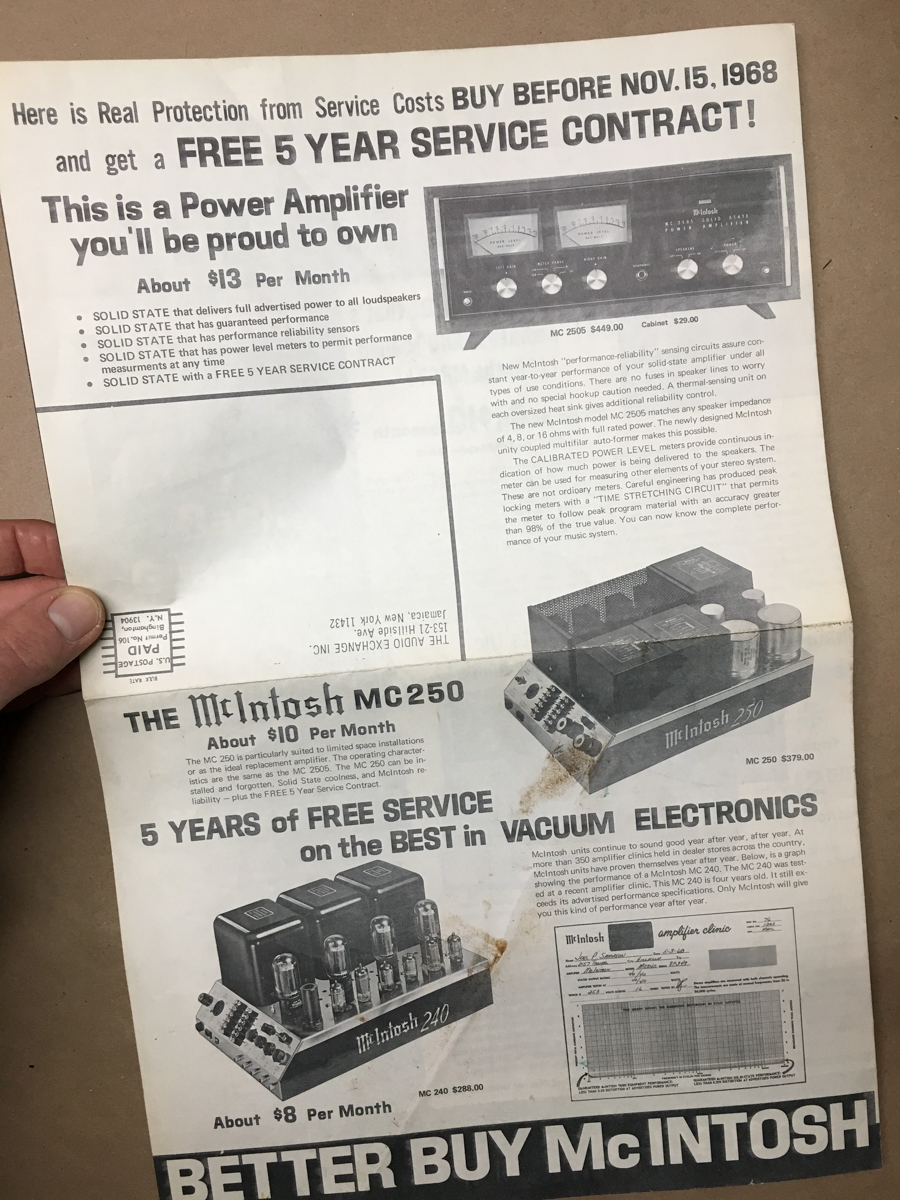 Here is Real Protection from Service Costs BUY BEFORE NOV. 15, 1968
and get a FREE 5 YEAR SERVICE CONTRACT!
This is a Power Amplifier
you'll be proud to own
About $13 Per Month
• SOLID STATE that delivers full advertised power to all loudspeakers
• SOLID STATE that has guaranteed performance
• SOLID STATE that has performance reliability sensors
• SOLID STATE that has power level meters to permit performance
measurments at any time
• SOLID STATE with a FREE 5 YEAR SERVICE CONTRACT
McIntosh
MC 2505 SOLID STATE
POWER AMPLIFIER
POWER LEVEL
POWER LEVEL
LEFT GAIN
METER RANGE
RIGHT GAIN
SPEAKERS
POWER
MC 2505 $449.00 Cabinet $29.00
New McIntosh "performance-reliability" sensing circuits assure con-
stant year-to-year performance of your solid-state amplifier under all
types of use conditions. There are no fuses in speaker lines to worry
with and no special hookup caution needed. A thermal-sensing unit on
each oversized heat sink gives additional reliability control.
The new McIntosh model MC 2505 matches any speaker impedance
of 4, 8, or 16 ohms with full rated power. The newly designed McIntosh
unity coupled multifilar auto-former makes this possible.
The CALIBRATED POWER LEVEL meters provide continuous in-
dication of how much power is being delivered to the speakers. The
meter can be used for measuring other elements of your stereo system.
These are not ordinary meters. Careful engineering has produced peak
locking meters with a "TIME STRETCHING CIRCUIT" that permits
the meter to follow peak program material with an accuracy greater
than 98% of the true value. You can now know the complete perfor-
mance of your music system.
THE AUDIO EXCHANGE INC.
153-21 Hillside Ave.
Jamaica, New York 11432
BULK RATE
U.S. POSTAGE
PAID
Permit No. 106
Binghamton,
N.Y. 13904
THE McIntosh MC250
About $10 Per Month
The MC 250 is particularly suited to limited space installations
or as the ideal replacement amplifier. The operating character-
istics are the same as the MC 2505. The MC 250 can be in-
stalled and forgotten. Solid State coolness, and McIntosh re-
liability — plus the FREE 5 Year Service Contract.
McIntosh 250
MC 250 $379.00
5 YEARS of FREE SERVICE
on the BEST in VACUUM ELECTRONICS
McIntosh units continue to sound good year after year, after year. At
more than 350 amplifier clinics held in dealer stores across the country,
McIntosh units have proven themselves year after year. Below, is a graph
showing the performance of a McIntosh MC 240. The MC 240 was test-
ed at a recent amplifier clinic. This MC 240 is four years old. It still ex-
ceeds its advertised performance specifications. Only McIntosh will give
you this kind of performance year after year.
McIntosh amplifier clinic
McIntosh 240
MC 240 $288.00
About $8 Per Month
BETTER BUY McINTOSH